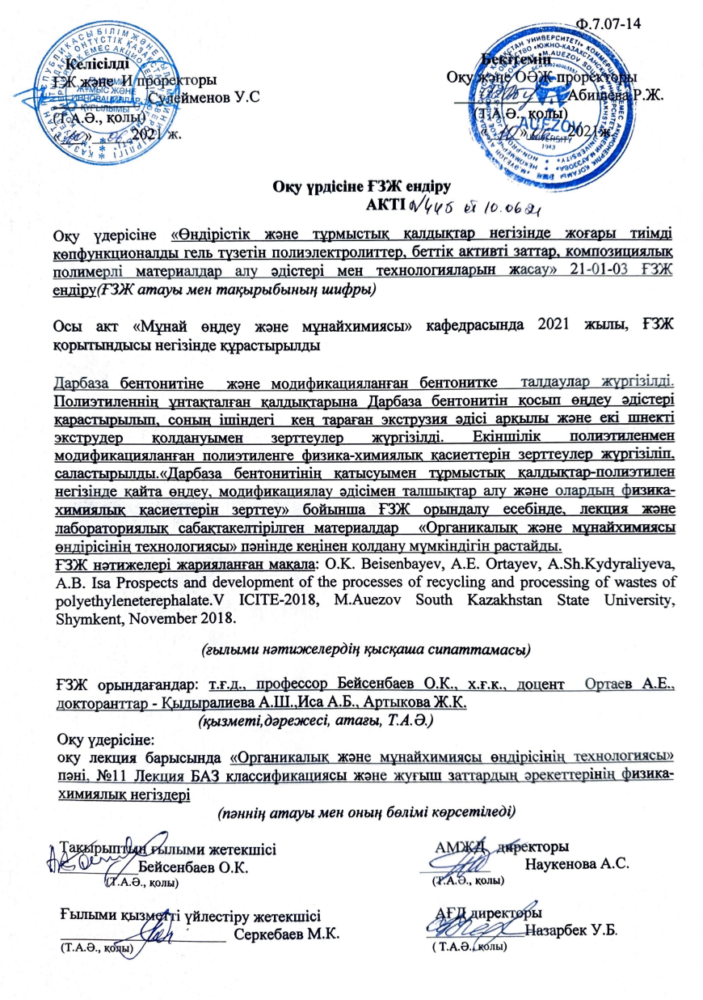 Ф.7.07-14
Келісілді
ҒЖ және И проректоры
Сулейменов У.С
(Т.А.Ә., қолы)
«10» 06 2021 ж.
Бекітемін
Оқу және ОӘЖ проректоры
Абишева Р.Ж.
(Т.А.Ә., қолы)
«10» 06 2021ж.
AUEZOV
UNIVERSITY
1943
Оқу үрдісіне ҒЗЖ ендіру
АКТІ №445 от 10.06.21
Оқу үдерісіне «Өндірістік және тұрмыстық қалдықтар негізінде жоғары тиімді
көпфункционалды гель түзетін полиэлектролиттер, беттік активті заттар, композициялық
полимерлі материалдар алу әдістері мен технологияларын жасау» 21-01-03 ҒЗЖ
ендіру(ҒЗЖ атауы мен тақырыбының шифры)
Осы акт «Мұнай өңдеу және мұнайхимиясы» кафедрасында 2021 жылы, ҒЗЖ
қорытындысы негізінде құрастырылды
Дарбаза бентонитіне және модификацияланған бентонитке талдаулар жүргізілді.
Полиэтиленнің ұнтақталған қалдықтарына Дарбаза бентонитін қосып өңдеу әдістері
қарастырылып, соның ішіндегі кең тараған экструзия әдісі арқылы және екі шнекті
экструдер қолдануымен зерттеулер жүргізілді. Екіншілік полиэтиленмен
модификацияланған полиэтиленге физика-химиялық қасиеттерін зерттеулер жүргізіліп,
саластырылды.«Дарбаза бентонитінің қатысуымен тұрмыстық қалдықтар-полиэтилен
негізінде қайта өңдеу, модификациялау әдісімен талшықтар алу және олардың физика-
химиялық қасиеттерін зерттеу» бойынша ҒЗЖ орындалу есебінде, лекция және
лабораториялық сабақтакелтірілген материалдар «Органикалық және мұнайхимиясы
өндірісінің технологиясы» пәнінде кеңінен қолдану мүмкіндігін растайды.
ҒЗЖ нәтижелері жарияланған мақала: O.K. Beisenbayev, A.E. Ortayev, A.Sh.Kydyraliyeva,
A.B. Isa Prospects and development of the processes of recycling and processing of wastes of
polyethyleneterephalate.V ICITE-2018, M.Auezov South Kazakhstan State University,
Shymkent, November 2018.
(ғылыми нәтижелердің қысқаша сипаттамасы)
ҒЗЖ орындағандар: т.ғ.д., профессор Бейсенбаев О.К., х.ғ.к., доцент Ортаев А.Е.,
докторанттар - Қыдыралиева А.Ш.,Иса А.Б., Артыкова Ж.К.
(қызметі,дәрежесі, атағы, Т.А.Ә.)
Оқу үдерісіне:
оқу лекция барысында «Органикалық және мұнайхимиясы өндірісінің технологиясы»
пәні, №11 Лекция БАЗ классификациясы және жуғыш заттардың әрекеттерінің физика-
химиялық негіздері
(пәннің атауы мен оның бөлімі көрсетіледі)
Тақырыптың ғылыми жетекшісі
Бейсенбаев О.К.
(Т.А.Ә., қолы)
АМЖД директоры
Наукенова А.С.
(Т.А.Ә., қолы)
Ғылыми қызметті үйлестіру жетекшісі
Серкебаев М.К.
(Т.А.Ә., қолы)
АҒД директоры
Назарбек У.Б.
( Т.А.Ә., қолы)